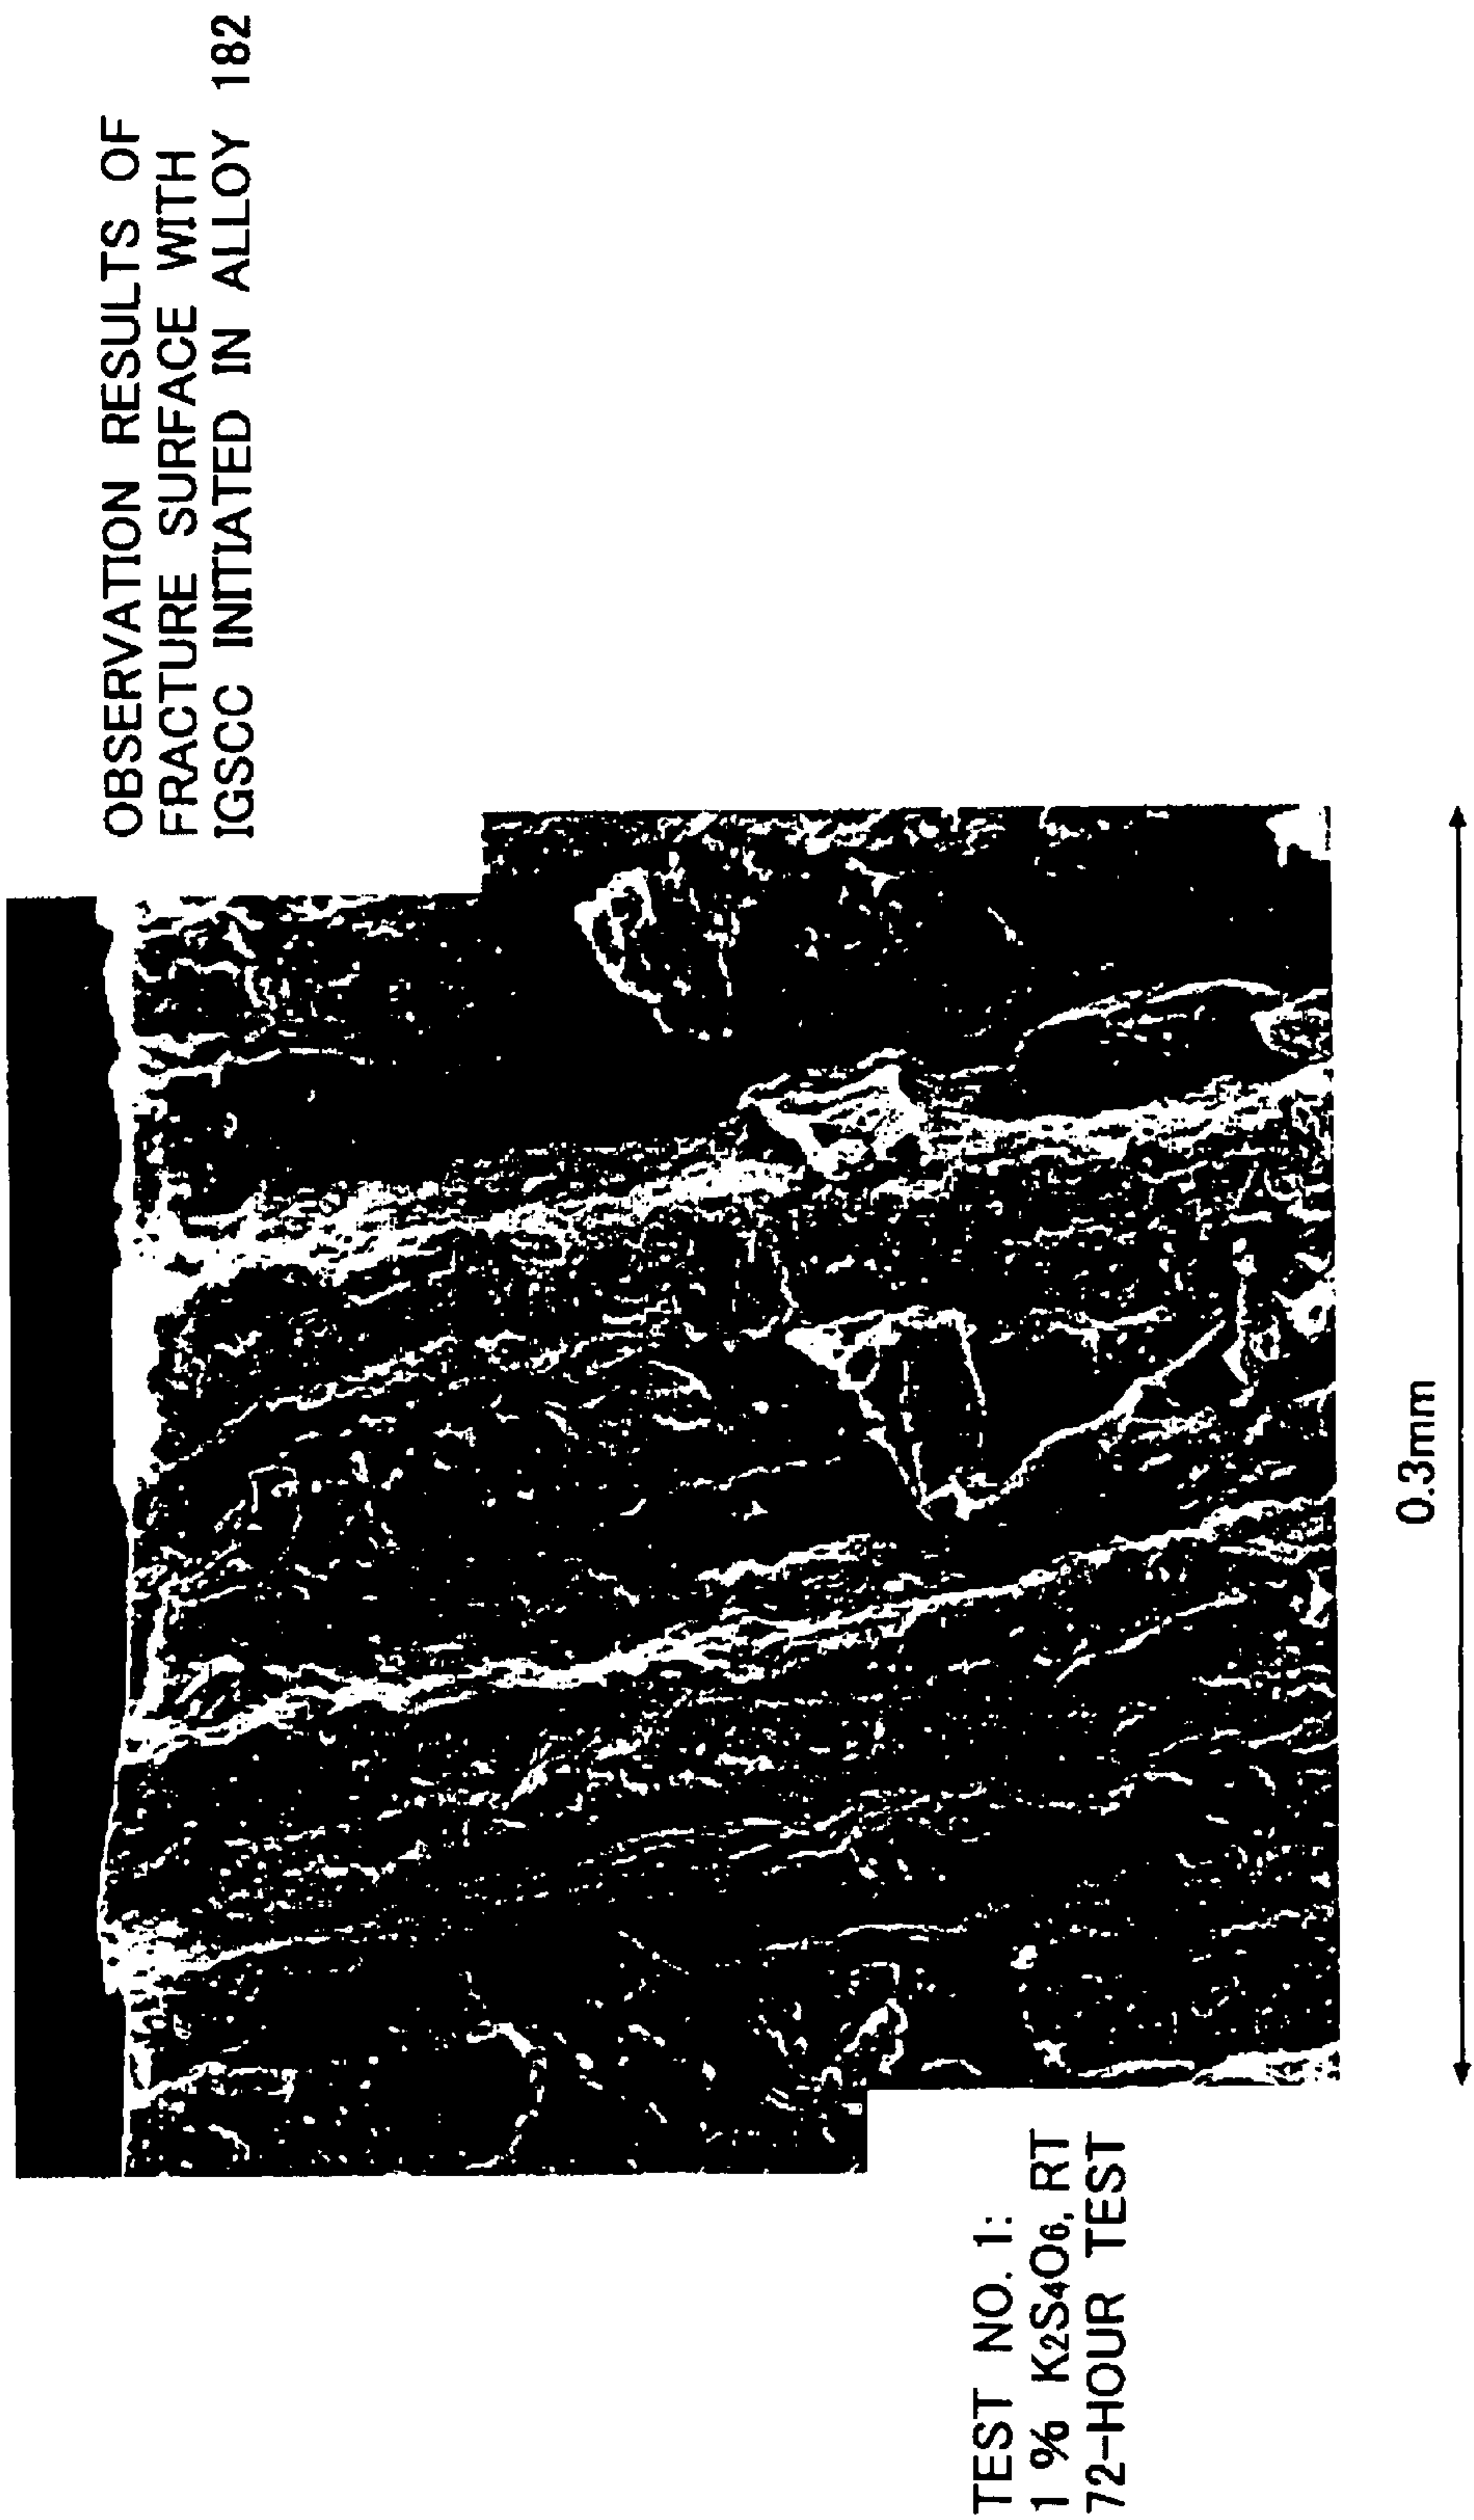 OBSERVATION RESULTS OF
FRACTURE SURFACE WITH
IGSCC INITIATED IN ALLOY 182
TEST NO. 1:
1 % K2S4O6, RT
72-HOUR TEST
0.3mm